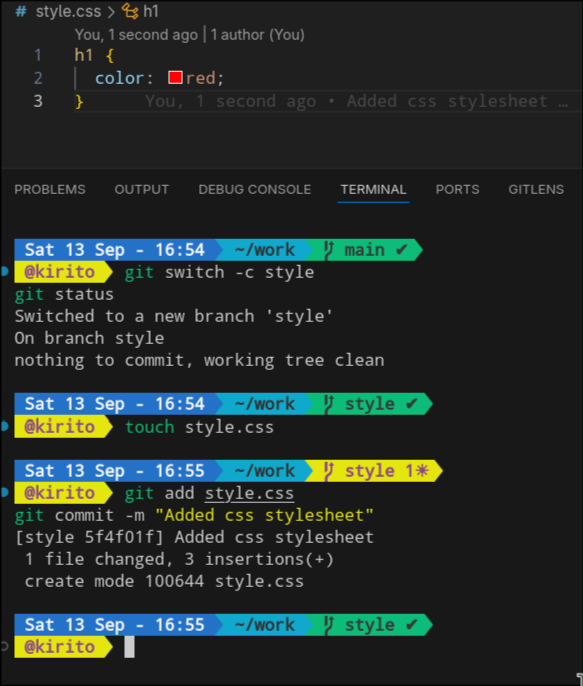 # style.css > h1
You, 1 second ago | 1 author (You)
1 h1 {
2 color: red;
3 } You, 1 second ago • Added css stylesheet …
PROBLEMS OUTPUT DEBUG CONSOLE TERMINAL PORTS GITLENS
Sat 13 Sep - 16:54 ~/work main ✔
@kirito git switch -c style
git status
Switched to a new branch 'style'
On branch style
nothing to commit, working tree clean
Sat 13 Sep - 16:54 ~/work style ✔
@kirito touch style.css
Sat 13 Sep - 16:55 ~/work style 1☀
@kirito git add style.css
git commit -m "Added css stylesheet"
[style 5f4f01f] Added css stylesheet
1 file changed, 3 insertions(+)
create mode 100644 style.css
Sat 13 Sep - 16:55 ~/work style ✔
@kirito